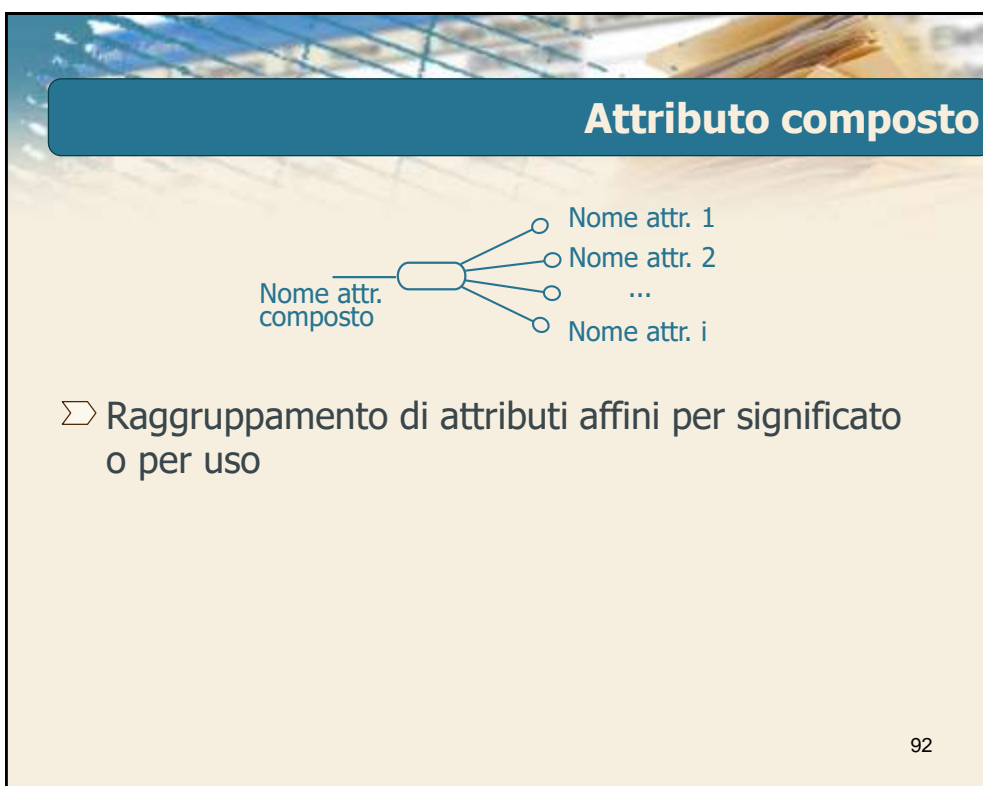 Attributo composto
Nome attr. 1
Nome attr. 2
...
Nome attr. i
Nome attr.
composto
Raggruppamento di attributi affini per significato
o per uso
92